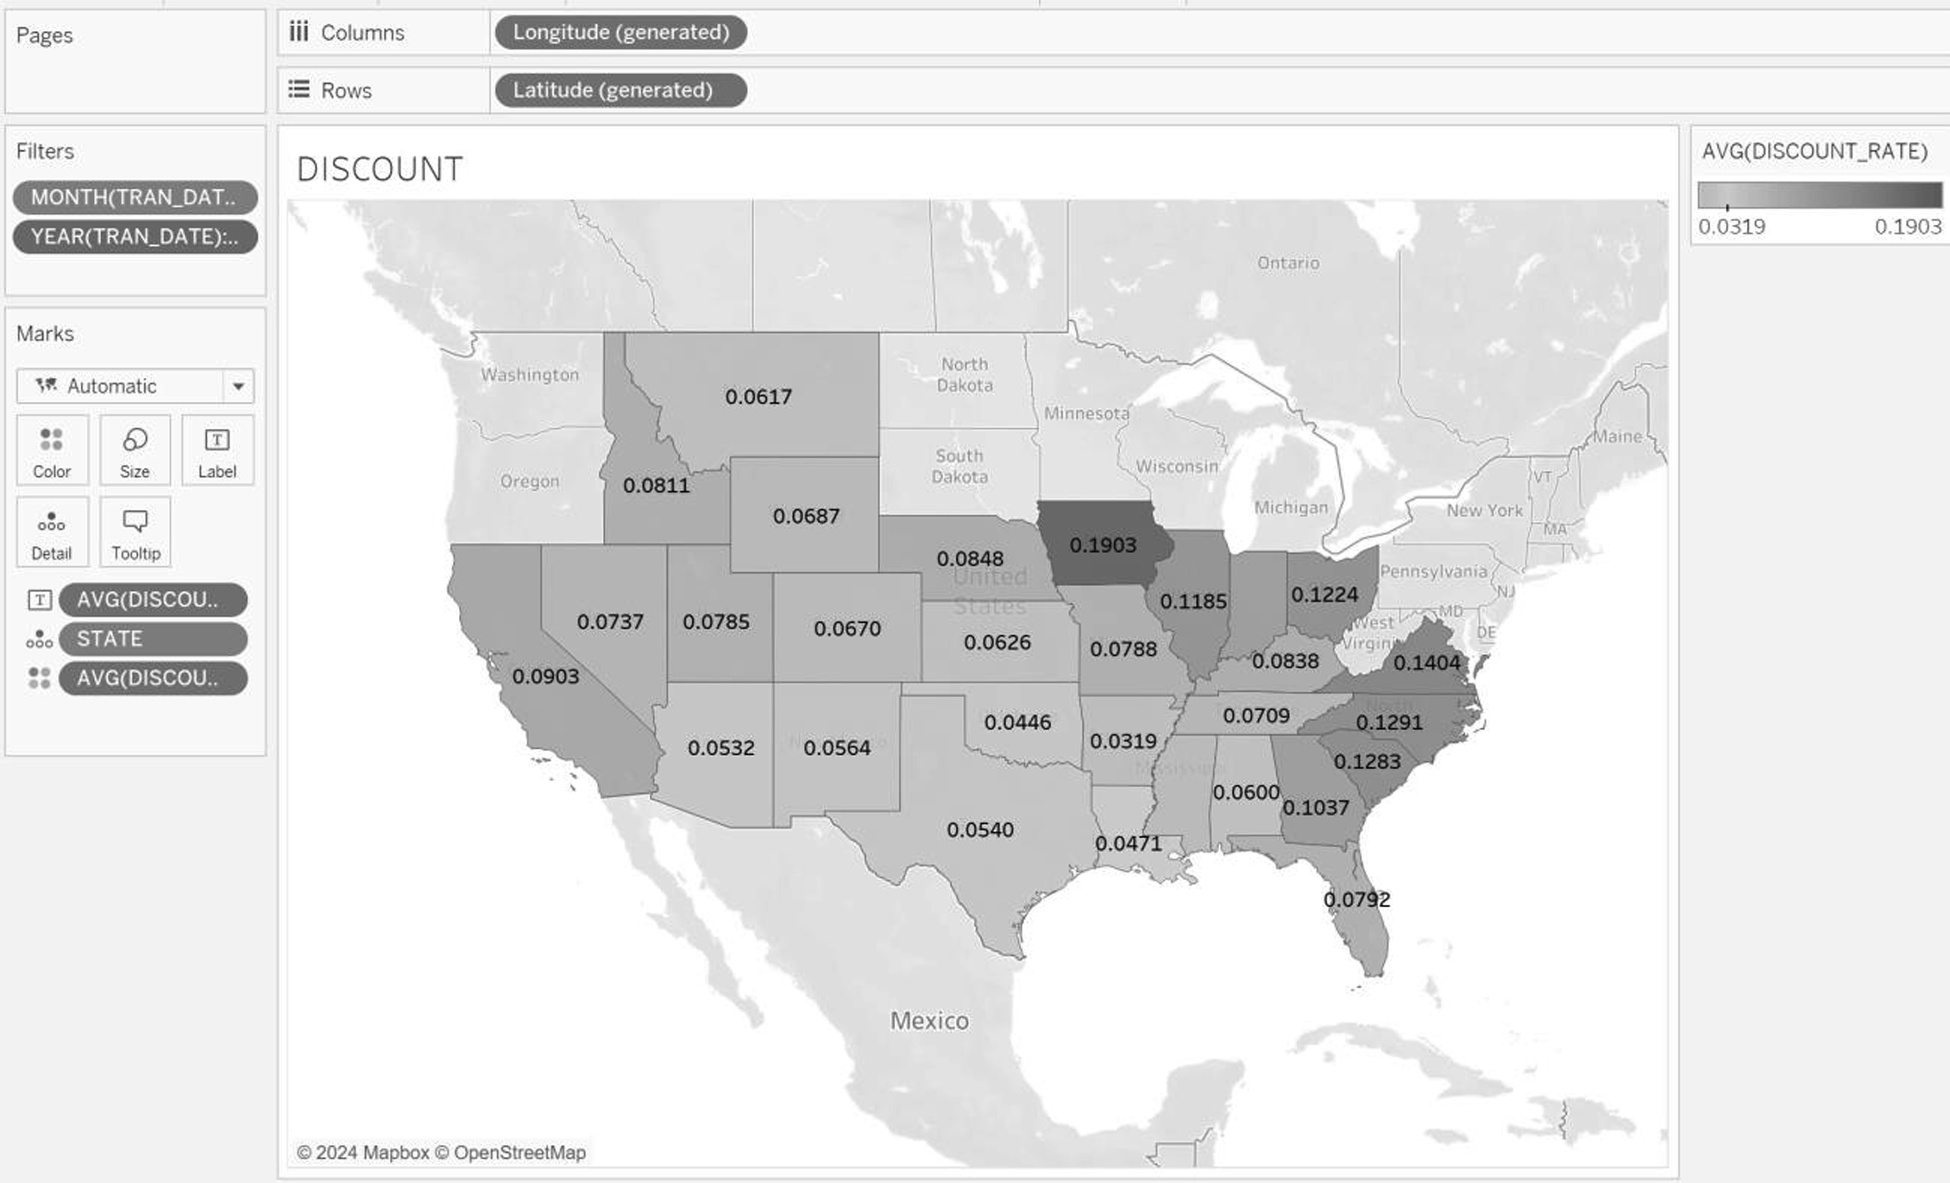 Pages
Columns
Longitude (generated)
Rows
Latitude (generated)
Filters
MONTH(TRAN_DAT..
YEAR(TRAN_DATE):..
Marks
Automatic
Color
Size
Label
Detail
Tooltip
AVG(DISCOU..
STATE
AVG(DISCOU..
DISCOUNT
Ontario
Washington
North
Dakota
0.0617
Minnesota
Maine
South
Dakota
Wisconsin
Oregon
0.0811
VT
Michigan
New York
0.0687
MA
0.1903
0.0848
United
States
Pennsylvania
NJ
0.1185
0.1224
MD
0.0737
0.0785
0.0670
0.0626
West
Virgini
DE
0.0788
0.0838
0.1404
0.0903
0.0446
0.0709
North
0.1291
0.0532
0.0564
0.0319
Mississippi
0.1283
0.0600
0.1037
0.0540
0.0471
0.0792
Mexico
© 2024 Mapbox © OpenStreetMap
AVG(DISCOUNT_RATE)
0.0319
0.1903